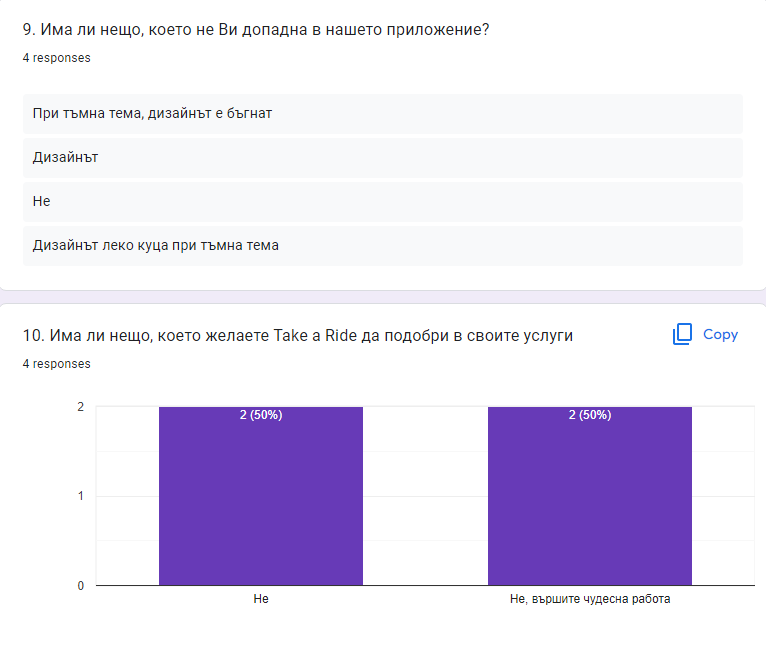 9. Има ли нещо, което не Ви допадна в нашето приложение?
4 responses
При тъмна тема, дизайнът е бъгнат
Дизайнът
Не
Дизайнът леко куца при тъмна тема
10. Има ли нещо, което желаете Take a Ride да подобри в своите услуги
Copy
4 responses
2
2 (50%)
2 (50%)
1
0
Не
Не, вършите чудесна работа